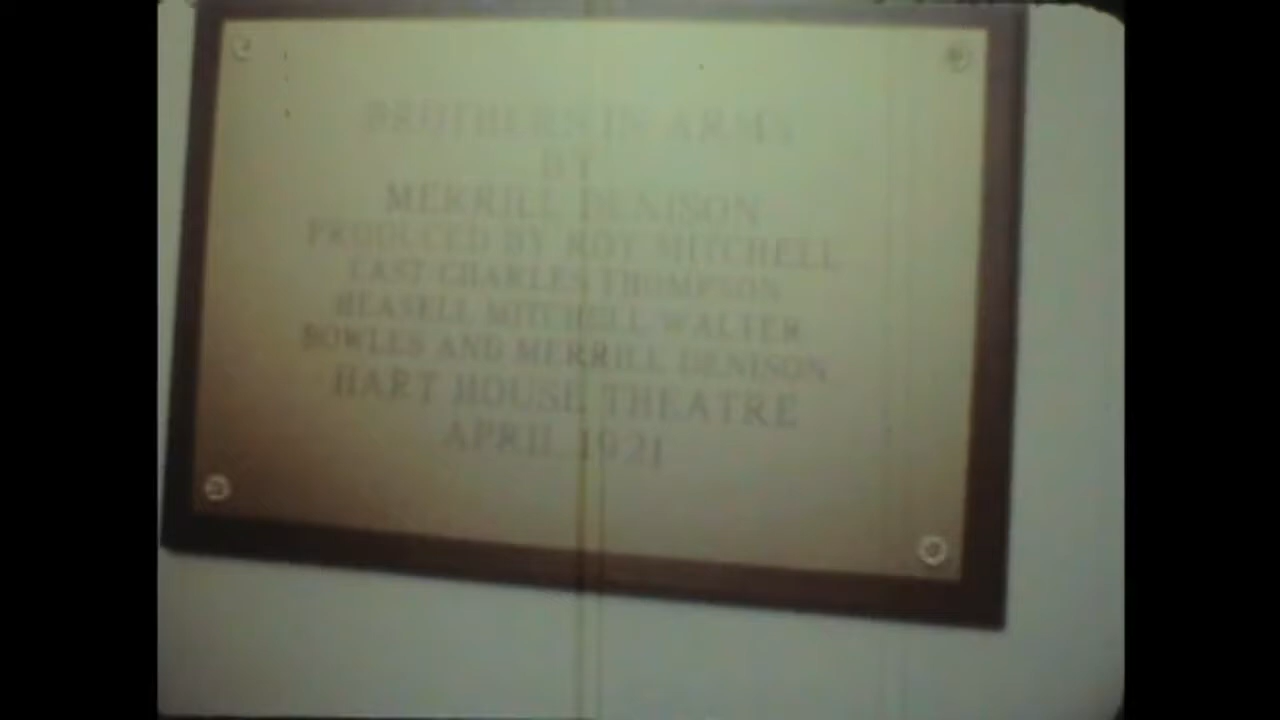 BROTHERS IN ARMS
BY
MERRILL DENISON
PRODUCED BY ROY MITCHELL
CAST CHARLES THOMPSON
HEASELL MITCHELL WALTER
BOWLES AND MERRILL DENISON
HART HOUSE THEATRE
APRIL 1921